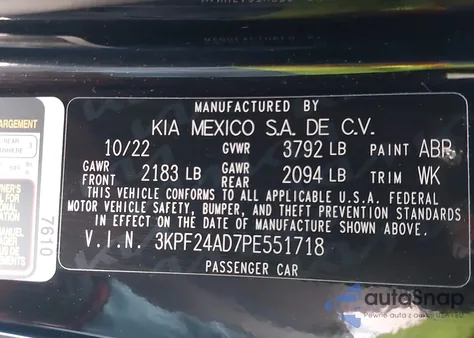 MANUFACTURED BY
KIA MEXICO S.A. DE C.V.
10/22 GVWR 3792 LB PAINT ABP
GAWR FRONT 2183 LB GAWR REAR 2094 LB TRIM WK
THIS VEHICLE CONFORMS TO ALL APPLICABLE U.S.A. FEDERAL
MOTOR VEHICLE SAFETY, BUMPER, AND THEFT PREVENTION STANDARDS
IN EFFECT ON THE DATE OF MANUFACTURE SHOWN ABOVE.
V.I.N. 3KPF24AD7PE551718
PASSENGER CAR
7610
REAR
autoSnap